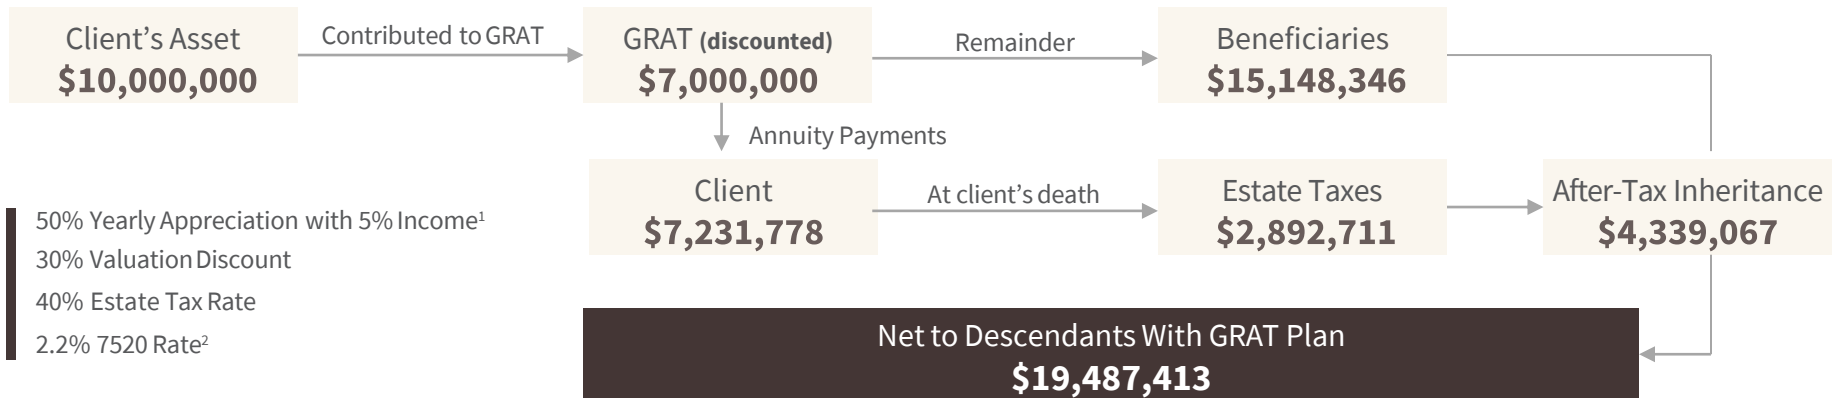 Client's Asset
$10,000,000
Contributed to GRAT
GRAT (discounted)
$7,000,000
Remainder
Beneficiaries
$15,148,346
Annuity Payments
Client
$7,231,778
At client's death
Estate Taxes
$2,892,711
After-Tax Inheritance
$4,339,067
50% Yearly Appreciation with 5% Income¹
30% Valuation Discount
40% Estate Tax Rate
2.2% 7520 Rate²
Net to Descendants With GRAT Plan
$19,487,413